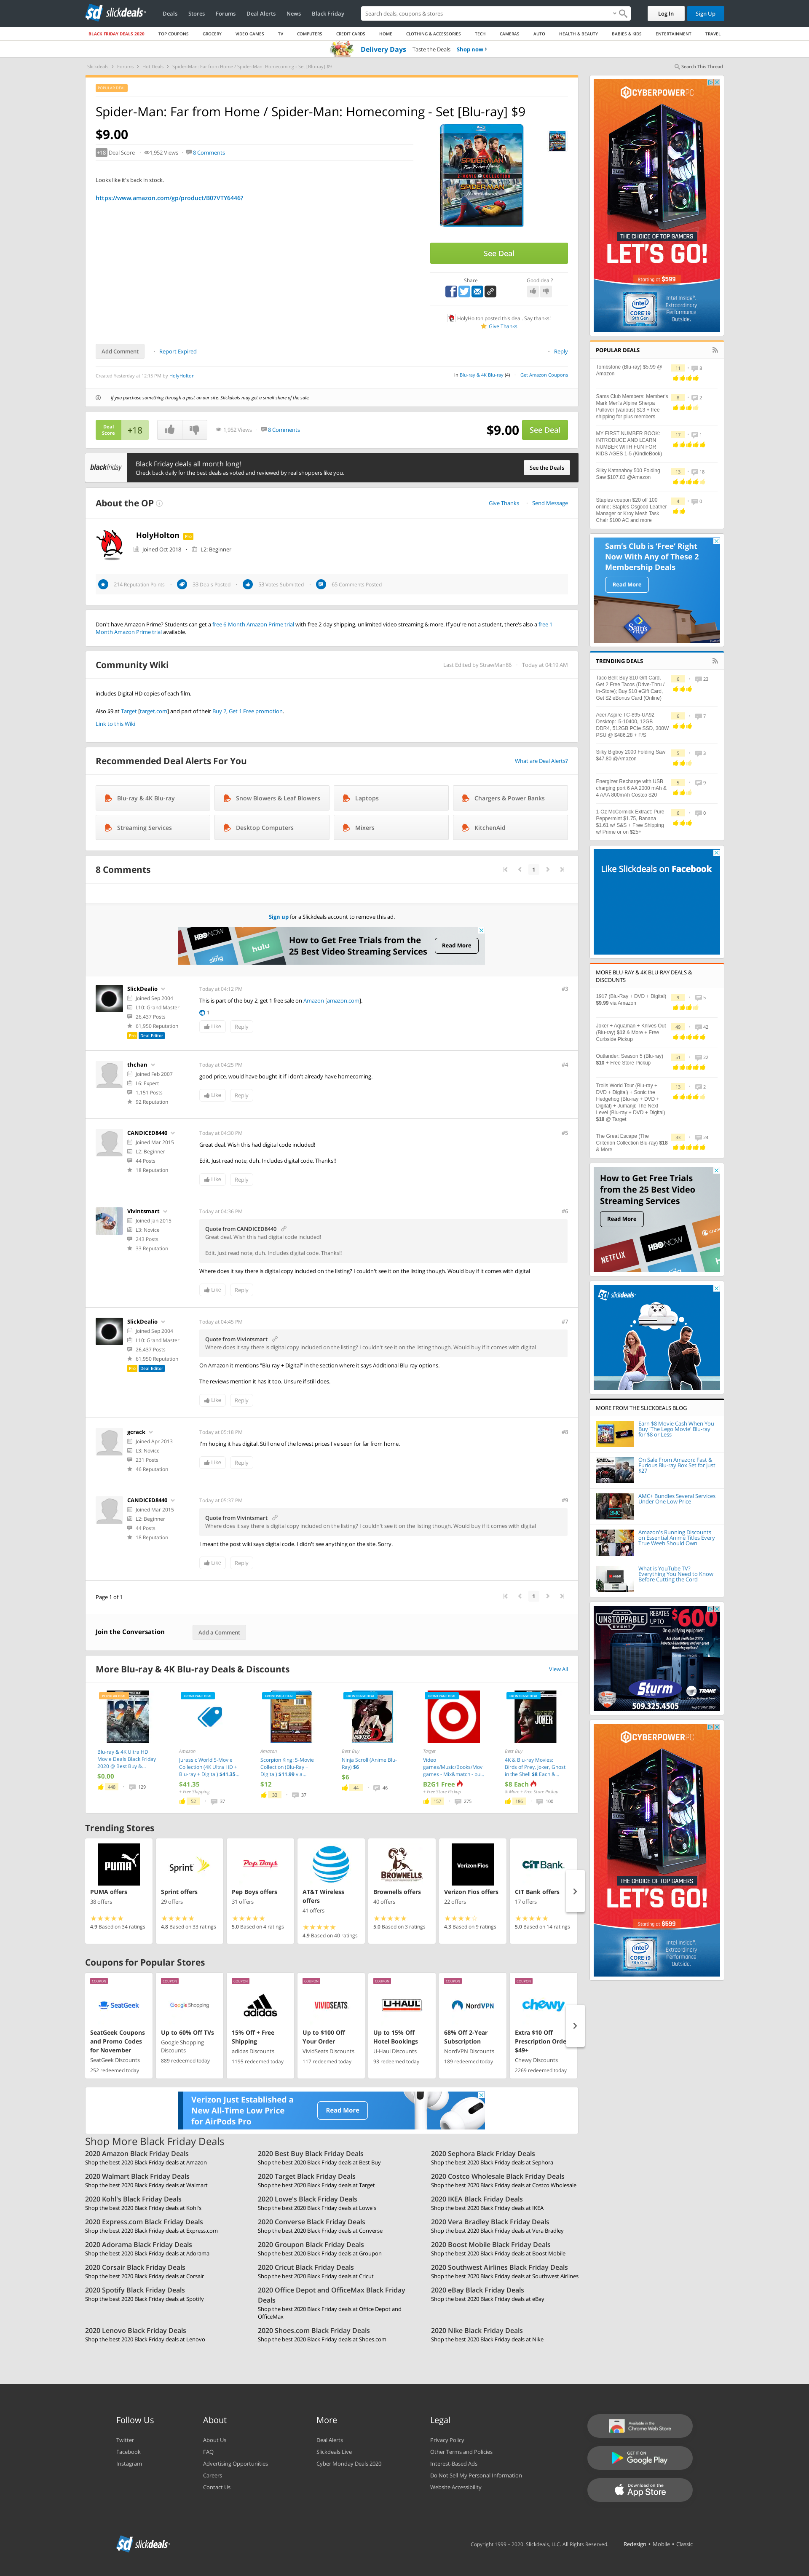 slickdeals
Deals Stores Forums Deal Alerts News Black Friday
Search deals, coupons & stores
Log In Sign Up
BLACK FRIDAY DEALS 2020 TOP COUPONS GROCERY VIDEO GAMES TV COMPUTERS CREDIT CARDS HOME CLOTHING & ACCESSORIES TECH CAMERAS AUTO HEALTH & BEAUTY BABIES & KIDS ENTERTAINMENT TRAVEL
Delivery Days Taste the Deals Shop now
Slickdeals Forums Hot Deals Spider-Man: Far from Home / Spider-Man: Homecoming - Set [Blu-ray] $9
Search This Thread
Spider-Man: Far from Home / Spider-Man: Homecoming - Set [Blu-ray] $9
$9.00
+18 Deal Score 1,952 Views 8 Comments
Looks like it's back in stock.
https://www.amazon.com/gp/product/B07VTY6446?
See Deal
Share Good deal?
HolyHolton posted this deal. Say thanks!
Give Thanks
Add Comment Report Expired Reply
Created Yesterday at 12:15 PM by HolyHolton
in Blu-ray & 4K Blu-ray (4) Get Amazon Coupons
If you purchase something through a post on our site, Slickdeals may get a small share of the sale.
Deal Score +18 1,952 Views 8 Comments $9.00 See Deal
blackfriday
Black Friday deals all month long!
Check back daily for the best deals as voted and reviewed by real shoppers like you.
See the Deals
About the OP
Give Thanks Send Message
HolyHolton Pro
Joined Oct 2018 L2: Beginner
214 Reputation Points 33 Deals Posted 53 Votes Submitted 65 Comments Posted
Don't have Amazon Prime? Students can get a free 6-Month Amazon Prime trial with free 2-day shipping, unlimited video streaming & more. If you're not a student, there's also a free 1-
Month Amazon Prime trial available.
Community Wiki
Last Edited by StrawMan86 Today at 04:19 AM
includes Digital HD copies of each film.
Also $9 at Target [target.com] and part of their Buy 2, Get 1 Free promotion.
Link to this Wiki
Recommended Deal Alerts For You
What are Deal Alerts?
Blu-ray & 4K Blu-ray Snow Blowers & Leaf Blowers Laptops Chargers & Power Banks
Streaming Services Desktop Computers Mixers KitchenAid
8 Comments
1
Sign up for a Slickdeals account to remove this ad.
HBO NOW sling hulu
How to Get Free Trials from the
25 Best Video Streaming Services
Read More
SlickDealio
Joined Sep 2004
L10: Grand Master
26,437 Posts
61,950 Reputation
Pro Deal Editor
Today at 04:12 PM #3
This is part of the buy 2, get 1 free sale on Amazon [amazon.com].
1
Like Reply
thchan
Joined Feb 2007
L6: Expert
1,151 Posts
92 Reputation
Today at 04:25 PM #4
good price. would have bought it if i don't already have homecoming.
Like Reply
CANDICED8440
Joined Mar 2015
L2: Beginner
44 Posts
18 Reputation
Today at 04:30 PM #5
Great deal. Wish this had digital code included!
Edit. Just read note, duh. Includes digital code. Thanks!!
Like Reply
Vivintsmart
Joined Jan 2015
L3: Novice
243 Posts
33 Reputation
Today at 04:36 PM #6
Quote from CANDICED8440
Great deal. Wish this had digital code included!
Edit. Just read note, duh. Includes digital code. Thanks!!
Where does it say there is digital copy included on the listing? I couldn't see it on the listing though. Would buy if it comes with digital
Like Reply
SlickDealio
Joined Sep 2004
L10: Grand Master
26,437 Posts
61,950 Reputation
Pro Deal Editor
Today at 04:45 PM #7
Quote from Vivintsmart
Where does it say there is digital copy included on the listing? I couldn't see it on the listing though. Would buy if it comes with digital
On Amazon it mentions "Blu-ray + Digital" in the section where it says Additional Blu-ray options.
The reviews mention it has it too. Unsure if still does.
Like Reply
gcrack
Joined Apr 2013
L3: Novice
231 Posts
46 Reputation
Today at 05:18 PM #8
I'm hoping it has digital. Still one of the lowest prices I've seen for far from home.
Like Reply
CANDICED8440
Joined Mar 2015
L2: Beginner
44 Posts
18 Reputation
Today at 05:37 PM #9
Quote from Vivintsmart
Where does it say there is digital copy included on the listing? I couldn't see it on the listing though. Would buy if it comes with digital
I meant the post wiki says digital code. I didn't see anything on the site. Sorry.
Like Reply
Page 1 of 1
1
Join the Conversation Add a Comment
More Blu-ray & 4K Blu-ray Deals & Discounts
View All
Blu-ray & 4K Ultra HD
Movie Deals: Black Friday
2020 @ Best Buy &...
$0.00
448 129
Amazon
Jurassic World 5-Movie
Collection (4K Ultra HD +
Blu-ray + Digital) $41.35...
$41.35
+ Free Shipping
52 37
Amazon
Scorpion King: 5-Movie
Collection (Blu-Ray +
Digital) $11.99 via...
$12
33 37
Best Buy
Ninja Scroll (Anime Blu-
Ray) $6
$6
44 46
Target
Video
games/Music/Books/Movi
games - Mix&match - bu...
B2G1 Free
+ Free Store Pickup
157 275
Best Buy
4K & Blu-ray Movies:
Birds of Prey, Joker, Ghost
in the Shell $8 Each &...
$8 Each
& More + Free Store Pickup
186 100
Trending Stores
PUMA offers
38 offers
4.9 Based on 34 ratings
Sprint offers
29 offers
4.8 Based on 33 ratings
Pep Boys offers
31 offers
5.0 Based on 4 ratings
AT&T Wireless
offers
41 offers
4.9 Based on 40 ratings
Brownells offers
40 offers
5.0 Based on 3 ratings
Verizon Fios offers
22 offers
4.3 Based on 9 ratings
CIT Bank offers
17 offers
5.0 Based on 14 ratings
Coupons for Popular Stores
SeatGeek Coupons
and Promo Codes
for November
SeatGeek Discounts
252 redeemed today
Up to 60% Off TVs
Google Shopping
Discounts
889 redeemed today
15% Off + Free
Shipping
adidas Discounts
1195 redeemed today
Up to $100 Off
Your Order
VividSeats Discounts
117 redeemed today
Up to 15% Off
Hotel Bookings
U-Haul Discounts
93 redeemed today
68% Off 2-Year
Subscription
NordVPN Discounts
189 redeemed today
Extra $10 Off
Prescription Orde
$49+
Chewy Discounts
2269 redeemed today
Verizon Just Established a
New All-Time Low Price
for AirPods Pro
Read More
Shop More Black Friday Deals
2020 Amazon Black Friday Deals
Shop the best 2020 Black Friday deals at Amazon
2020 Best Buy Black Friday Deals
Shop the best 2020 Black Friday deals at Best Buy
2020 Sephora Black Friday Deals
Shop the best 2020 Black Friday deals at Sephora
2020 Walmart Black Friday Deals
Shop the best 2020 Black Friday deals at Walmart
2020 Target Black Friday Deals
Shop the best 2020 Black Friday deals at Target
2020 Costco Wholesale Black Friday Deals
Shop the best 2020 Black Friday deals at Costco Wholesale
2020 Kohl's Black Friday Deals
Shop the best 2020 Black Friday deals at Kohl's
2020 Lowe's Black Friday Deals
Shop the best 2020 Black Friday deals at Lowe's
2020 IKEA Black Friday Deals
Shop the best 2020 Black Friday deals at IKEA
2020 Express.com Black Friday Deals
Shop the best 2020 Black Friday deals at Express.com
2020 Converse Black Friday Deals
Shop the best 2020 Black Friday deals at Converse
2020 Vera Bradley Black Friday Deals
Shop the best 2020 Black Friday deals at Vera Bradley
2020 Adorama Black Friday Deals
Shop the best 2020 Black Friday deals at Adorama
2020 Groupon Black Friday Deals
Shop the best 2020 Black Friday deals at Groupon
2020 Boost Mobile Black Friday Deals
Shop the best 2020 Black Friday deals at Boost Mobile
2020 Corsair Black Friday Deals
Shop the best 2020 Black Friday deals at Corsair
2020 Cricut Black Friday Deals
Shop the best 2020 Black Friday deals at Cricut
2020 Southwest Airlines Black Friday Deals
Shop the best 2020 Black Friday deals at Southwest Airlines
2020 Spotify Black Friday Deals
Shop the best 2020 Black Friday deals at Spotify
2020 Office Depot and OfficeMax Black Friday
Deals
Shop the best 2020 Black Friday deals at Office Depot and
OfficeMax
2020 eBay Black Friday Deals
Shop the best 2020 Black Friday deals at eBay
2020 Lenovo Black Friday Deals
Shop the best 2020 Black Friday deals at Lenovo
2020 Shoes.com Black Friday Deals
Shop the best 2020 Black Friday deals at Shoes.com
2020 Nike Black Friday Deals
Shop the best 2020 Black Friday deals at Nike
CYBERPOWERPC
THE CHOICE OF TOP GAMERS
LET'S GO!
Starting at $599
POPULAR DEALS
Tombstone (Blu-ray) $5.99 @
Amazon
11 8
Sams Club Members: Member's
Mark Men's Alpine Sherpa
Pullover (various) $13 + free
shipping for plus members
8 2
MY FIRST NUMBER BOOK:
INTRODUCE AND LEARN
NUMBER WITH FUN FOR
KIDS AGES 1-5 (KindleBook)
17 1
Silky Katanaboy 500 Folding
Saw $107.83 @Amazon
13 18
Staples coupon $20 off 100
online; Staples Osgood Leather
Manager or Kroy Mesh Task
Chair $100 AC and more
4 0
Sam's Club is 'Free' Right
Now With Any of These 2
Membership Deals
Read More
TRENDING DEALS
Taco Bell: Buy $10 Gift Card,
Get 2 Free Tacos (Drive-Thru /
In-Store); Buy $10 eGift Card,
Get $2 eBonus Card (Online)
6 23
Acer Aspire TC-895-UA92
Desktop: i5-10400, 12GB
DDR4, 512GB PCIe SSD, 300W
PSU @ $486.26 + F/S
6 7
Silky Bigboy 2000 Folding Saw
$47.80 @Amazon
5 3
Energizer Recharge with USB
charging port 6 AA 2000 mAh &
4 AAA 800mAh Costco $20
5 9
1-Oz McCormick Extract: Pure
Peppermint $1.75, Banana
$1.61 w/ S&S + Free Shipping
w/ Prime or on $25+
6 0
Like Slickdeals on Facebook
MORE BLU-RAY & 4K BLU-RAY DEALS &
DISCOUNTS
1917 (Blu-Ray + DVD + Digital)
$9.90 via Amazon
9 5
Joker + Aquaman + Knives Out
(Blu-ray) $12 & More + Free
Curbside Pickup
49 42
Outlander: Season 5 (Blu-ray)
$10 + Free Store Pickup
51 22
Trolls World Tour (Blu-ray +
DVD + Digital) + Sonic the
Hedgehog (Blu-ray + DVD +
Digital) + Jumanji: The Next
Level (Blu-ray + DVD + Digital)
$18 @ Target
13 2
The Great Escape (The
Criterion Collection Blu-ray) $18
& More
33 24
How to Get Free Trials
from the 25 Best Video
Streaming Services
Read More
NETFLIX HBO
slickdeals
MORE FROM THE SLICKDEALS BLOG
Earn $8 Movie Cash When You
Buy 'The Lego Movie' Blu-ray
for $8 or Less
On Sale From Amazon: Fast &
Furious Blu-ray Box Set for Just
$27
AMC+ Bundles Several Services
Under One Low Price
Amazon's Running Discounts
on Essential Anime Titles Every
True Weeb Should Own
What is YouTube TV?
Everything You Need to Know
Before Cutting the Cord
UNSTOPPABLE
REBATES UP TO $600
Sturm
TRANE
509.325.4505
CYBERPOWERPC
THE CHOICE OF TOP GAMERS
LET'S GO!
Starting at $599
Follow Us
Twitter
Facebook
Instagram
About
About Us
FAQ
Advertising Opportunities
Careers
Contact Us
More
Deal Alerts
Slickdeals Live
Cyber Monday Deals 2020
Legal
Privacy Policy
Other Terms and Policies
Interest-Based Ads
Do Not Sell My Personal Information
Website Accessibility
Available in the
Chrome Web Store
GET IT ON
Google Play
Download on the
App Store
slickdeals
Copyright 1999 - 2020. Slickdeals, LLC. All Rights Reserved. Redesign • Mobile • Classic